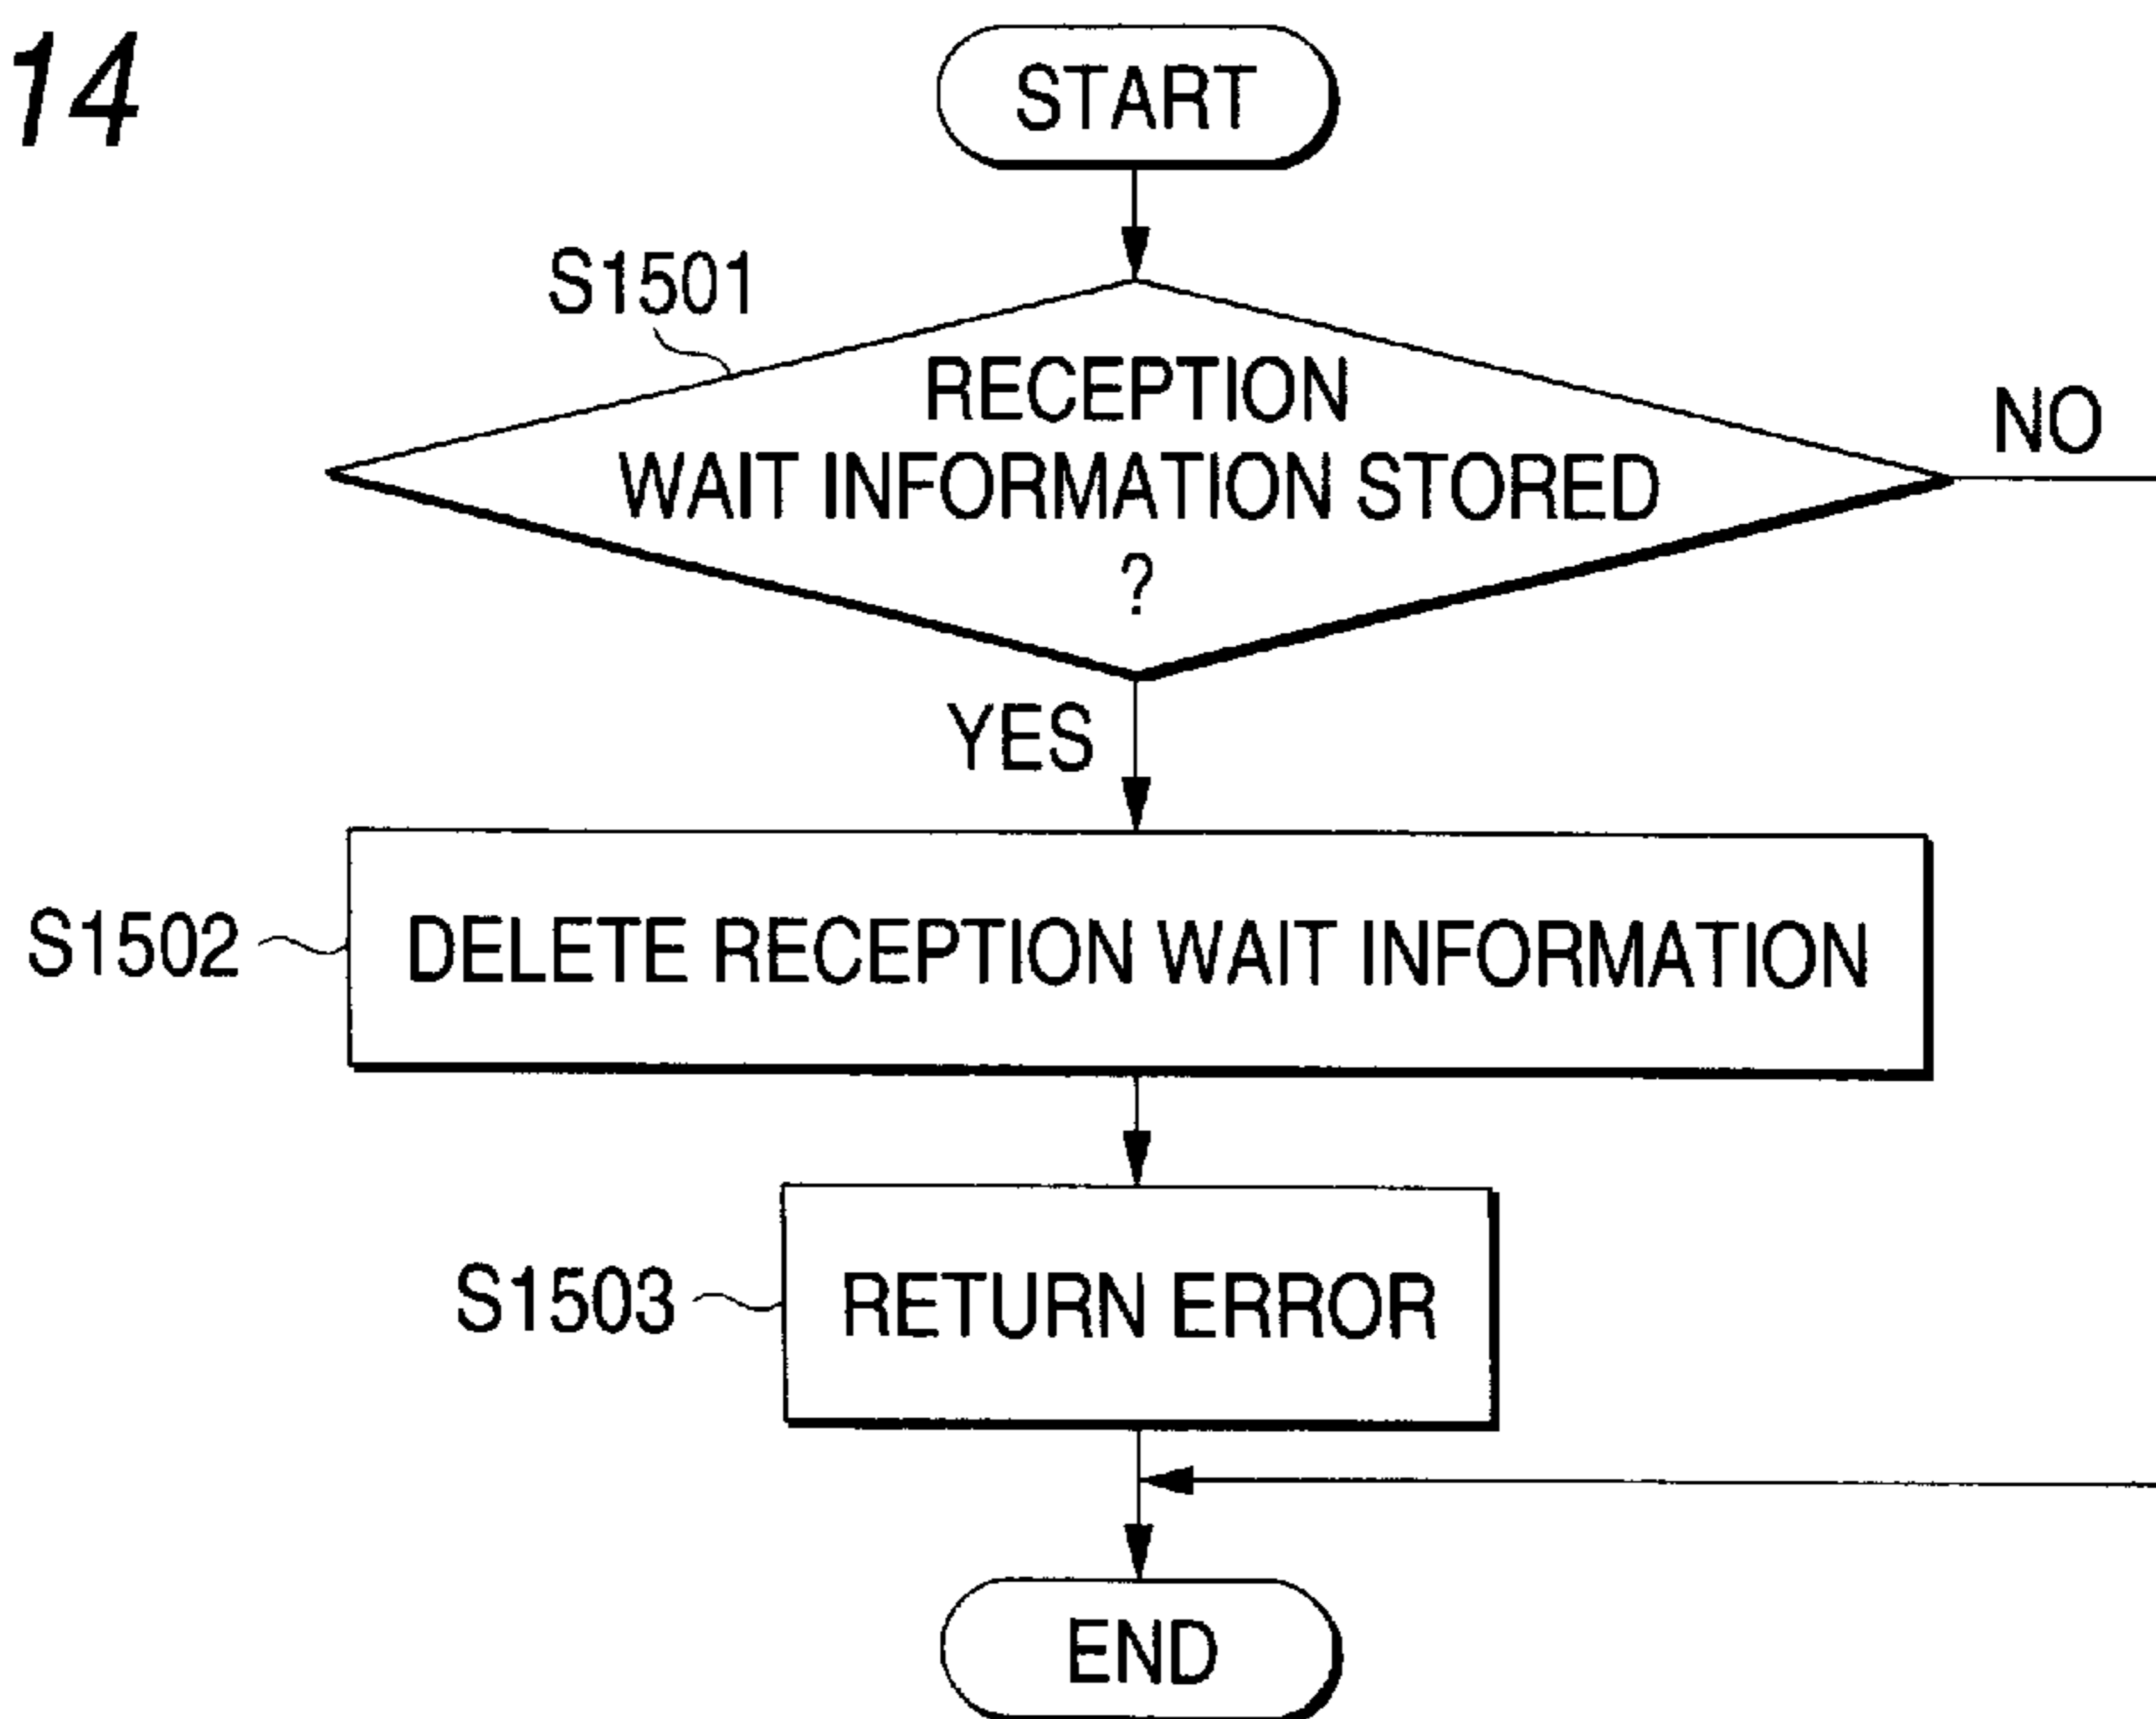 14
START
S1501
RECEPTION
WAIT INFORMATION STORED
?
NO
YES
S1502
DELETE RECEPTION WAIT INFORMATION
S1503
RETURN ERROR
END